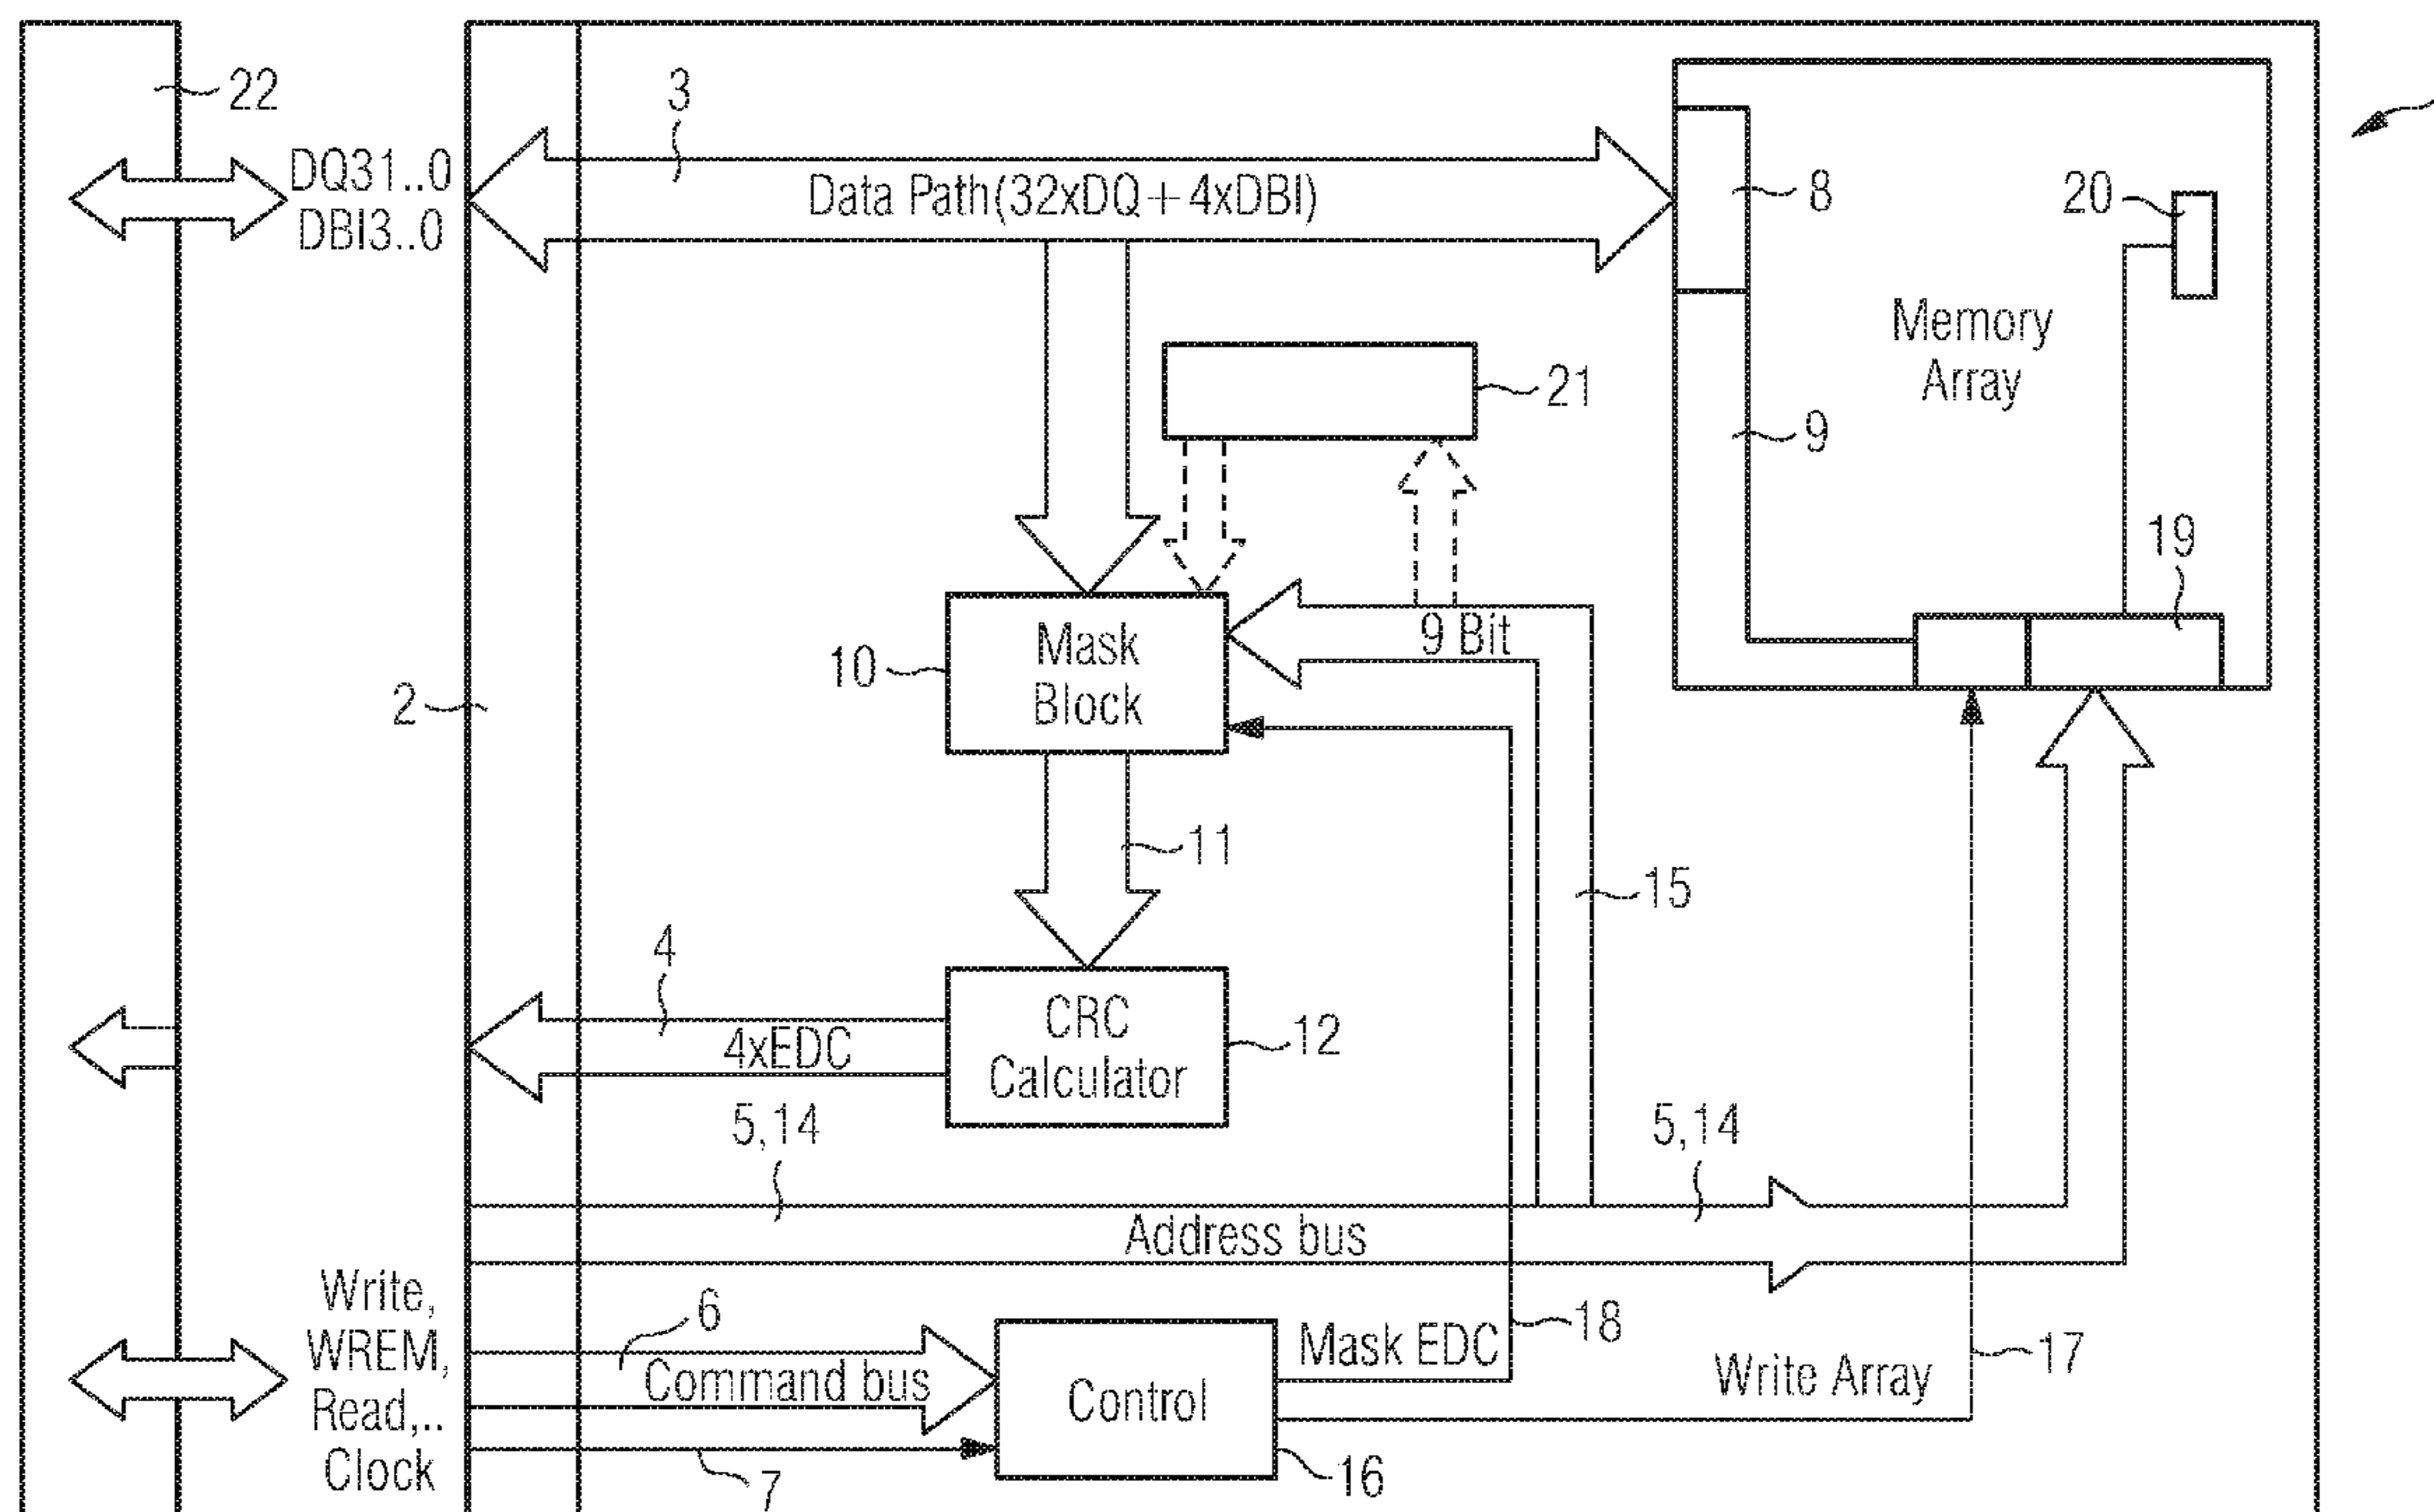 22
3
DQ31..0
DBI3..0
Data Path(32xDQ+4xDBI)
8
20
Memory
Array
21
9
19
9 Bit
Mask
Block
10
2
11
15
4
CRC
Calculator
12
4xEDC
5,14
5,14
Address bus
Write,
WREM,
Read,..
Clock
6
Command bus
Control
Mask EDC
18
Write Array
17
7
16